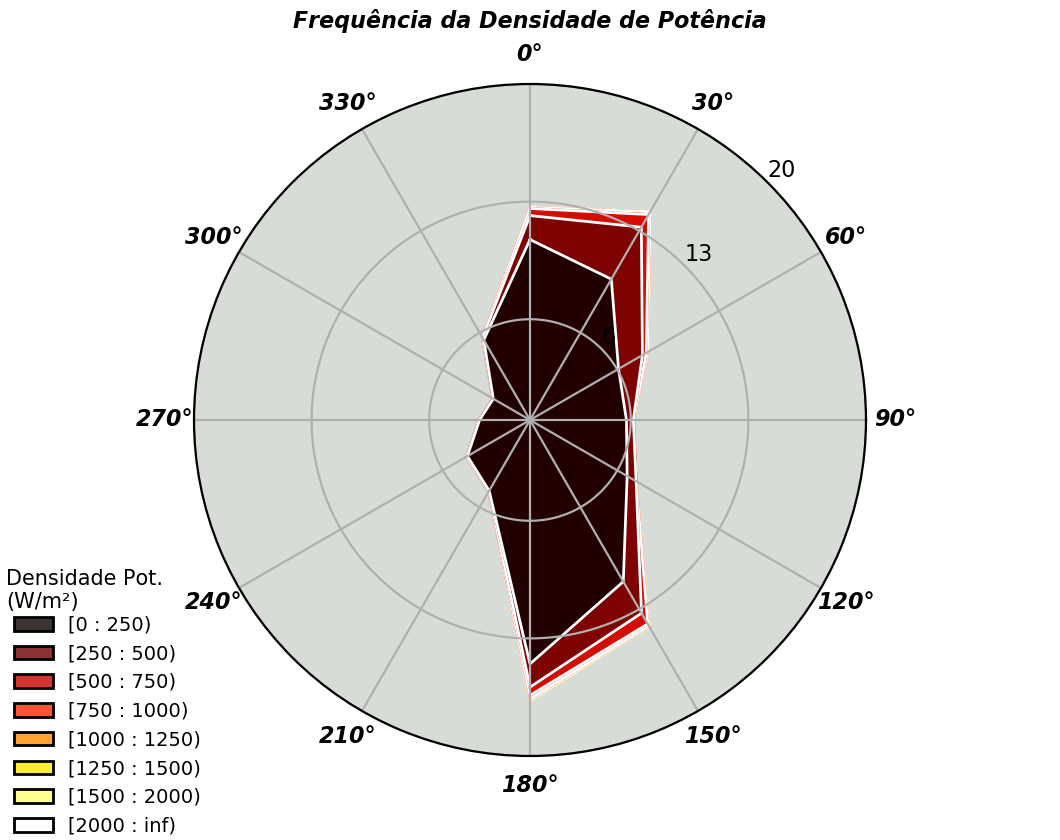 Frequência da Densidade de Potência
0°
330°
30°
20
300°
60°
13
6
270°
90°
240°
120°
210°
150°
180°
Densidade Pot.
(W/m²)
[0 : 250)
[250 : 500)
[500 : 750)
[750 : 1000)
[1000 : 1250)
[1250 : 1500)
[1500 : 2000)
[2000 : inf)